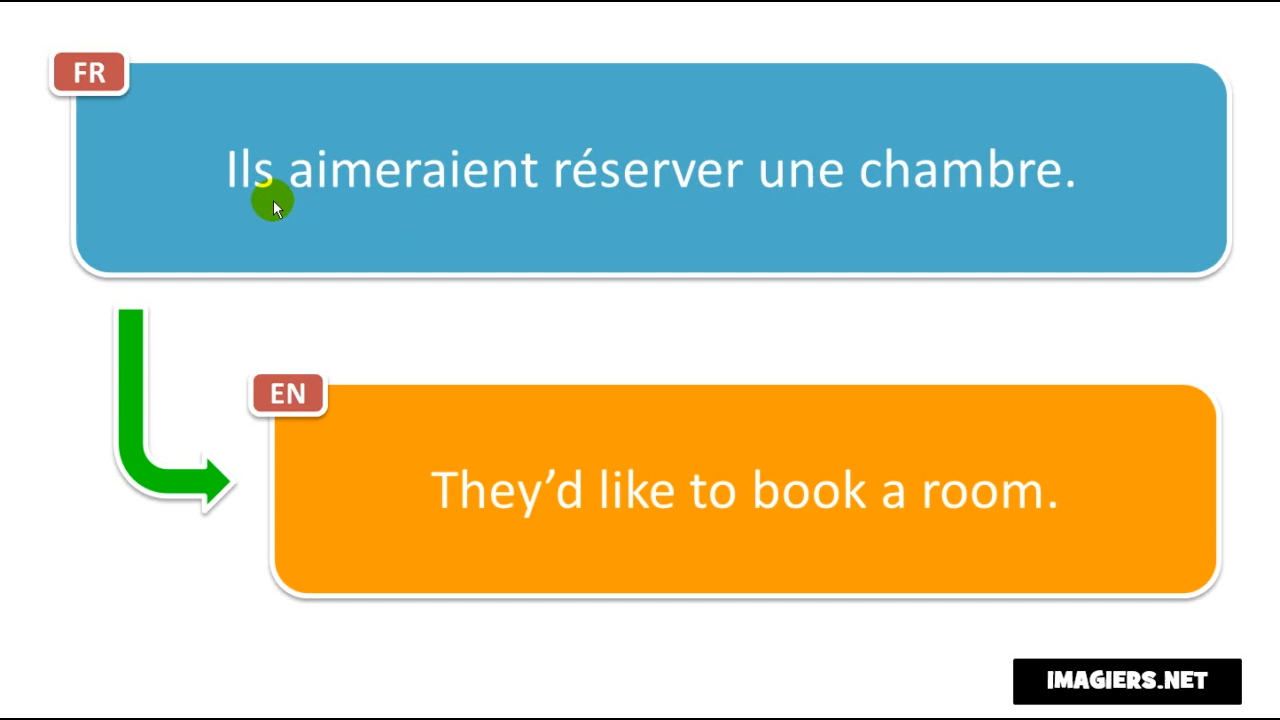 FR
Ils aimeraient réserver une chambre.
EN
They’d like to book a room.
IMAGIERS.NET